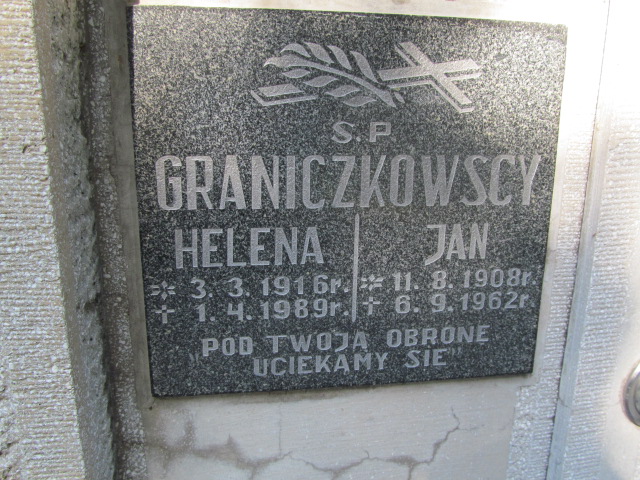 S.P.
GRANICZKOWSCY
HELENA JAN
* 3. 3. 1916r. * 11. 8. 1908r.
+ 1. 4. 1989r. + 6. 9. 1962r.
"POD TWOJĄ OBRONĘ
UCIEKAMY SIĘ"